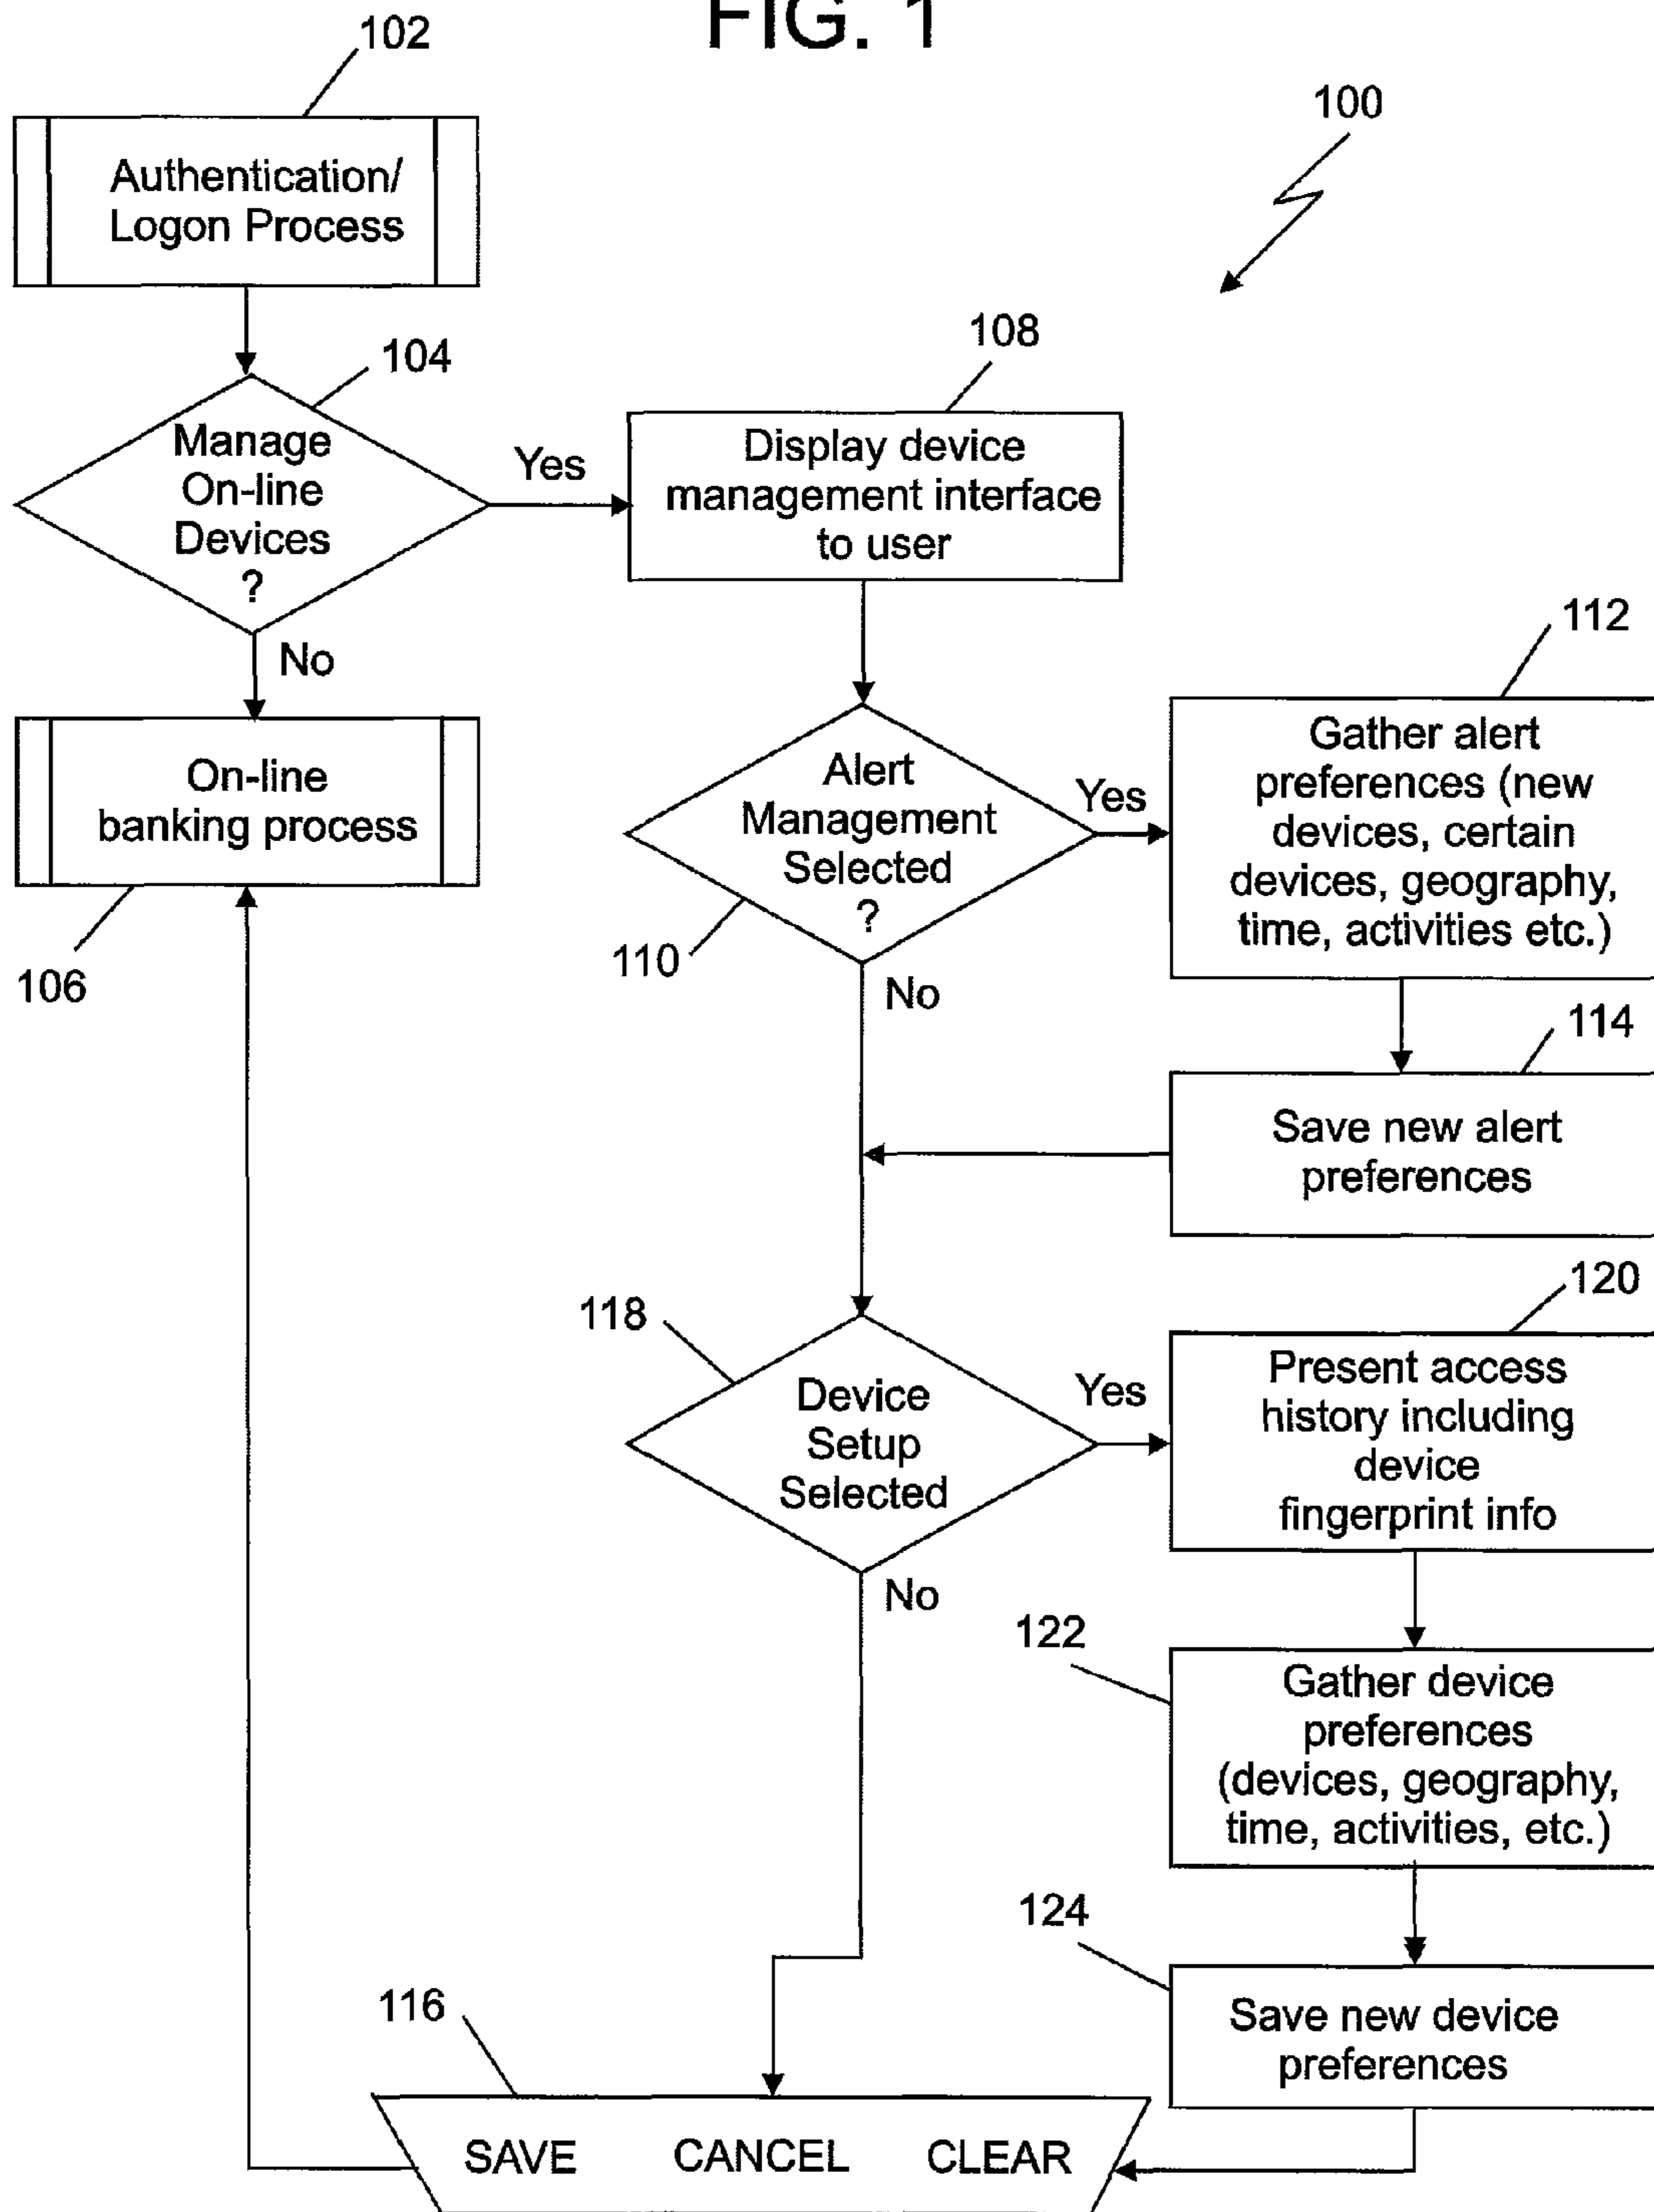 FIG. 1
102
100
Authentication/
Logon Process
104
108
Manage
On-line
Devices
?
Yes
Display device
management interface
to user
No
112
On-line
banking process
106
Alert
Management
Selected
?
110
Yes
Gather alert
preferences (new
devices, certain
devices, geography,
time, activities etc.)
No
114
Save new alert
preferences
118
120
Device
Setup
Selected
Yes
Present access
history including
device
fingerprint info
No
122
Gather device
preferences
(devices, geography,
time, activities, etc.)
124
Save new device
preferences
116
SAVE CANCEL CLEAR